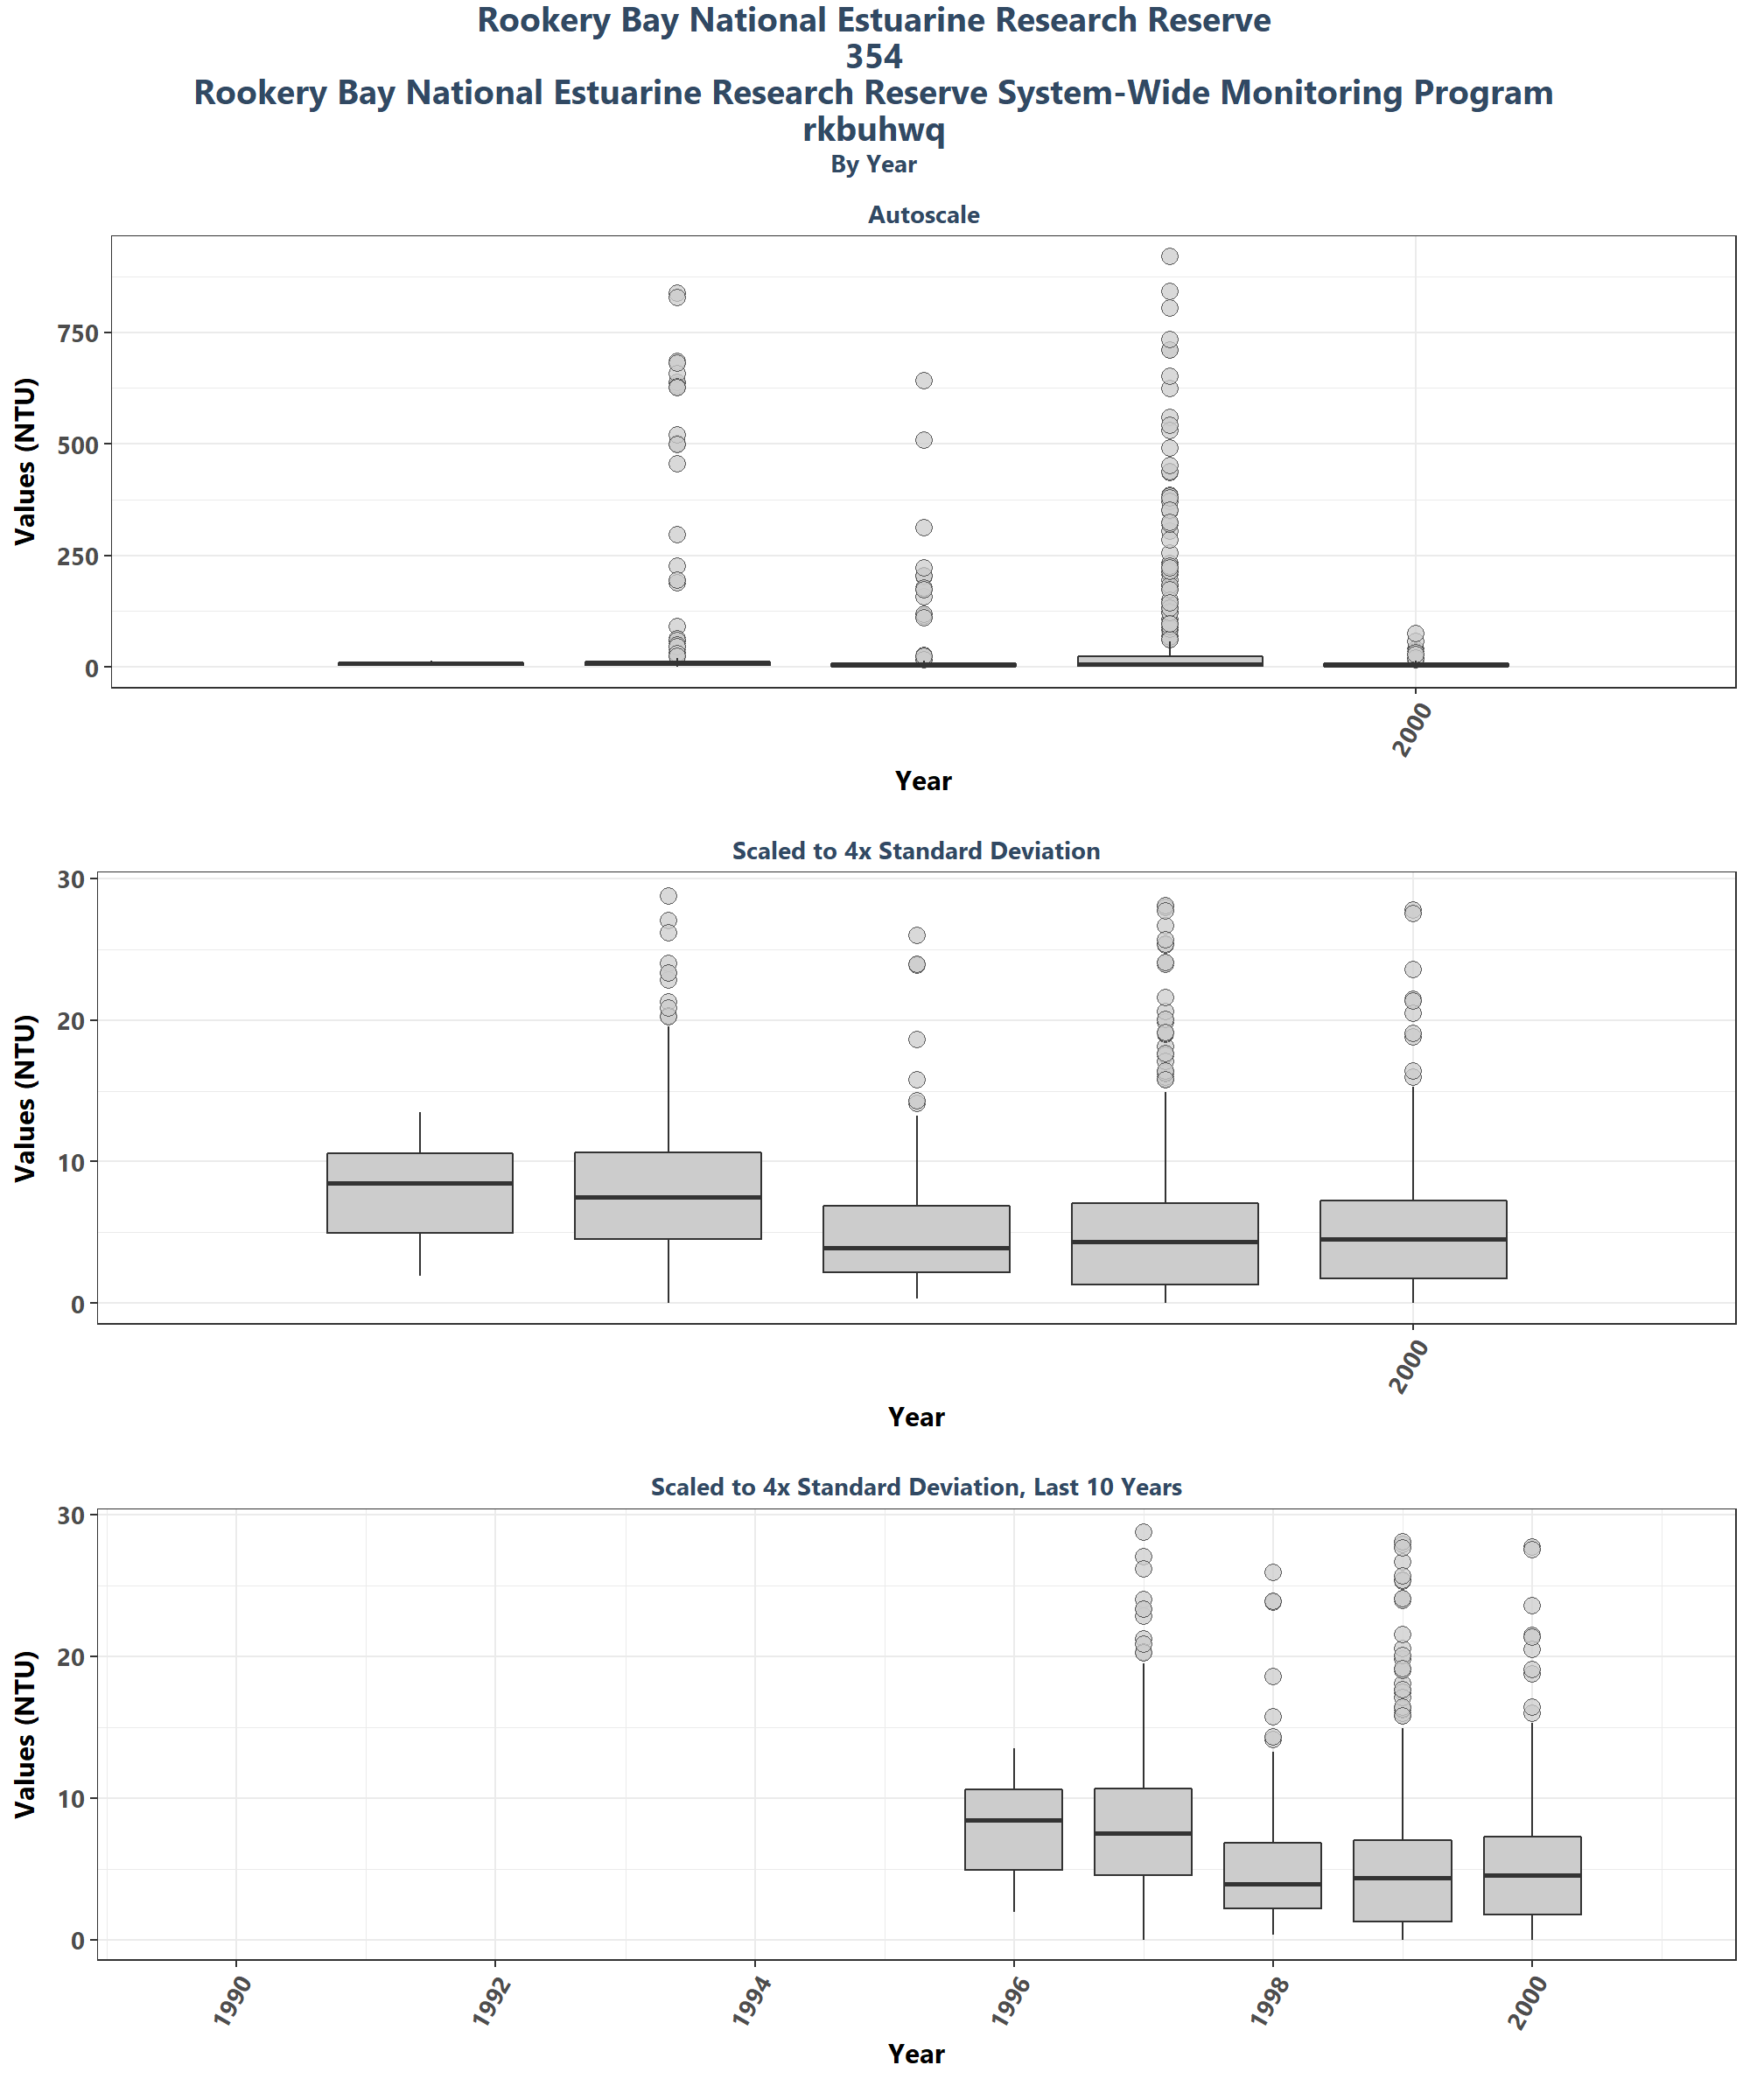 Rookery Bay National Estuarine Research Reserve
354
Rookery Bay National Estuarine Research Reserve System-Wide Monitoring Program
rkbuhwq
By Year
Autoscale
Values (NTU)
750
500
250
0
2000
Year
Scaled to 4x Standard Deviation
Values (NTU)
30
20
10
0
2000
Year
Scaled to 4x Standard Deviation, Last 10 Years
Values (NTU)
30
20
10
0
1990 1992 1994 1996 1998 2000
Year